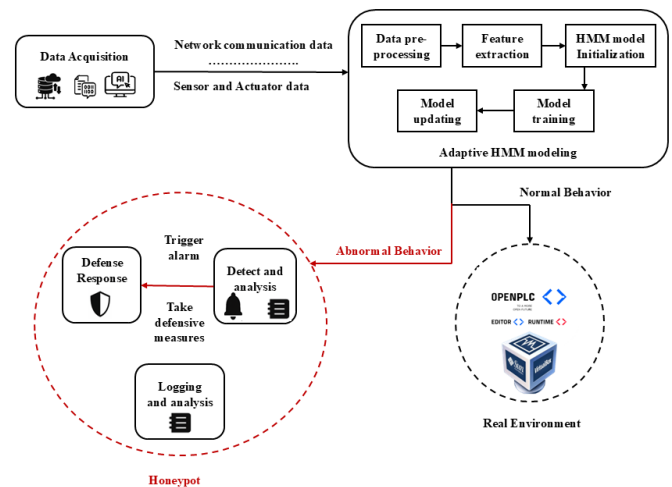 Data Acquisition
AI
Network communication data
........................
Sensor and Actuator data
Data pre-
processing
Feature
extraction
HMM model
Initialization
Model
updating
Model
training
Adaptive HMM modeling
Normal Behavior
Abnormal Behavior
Trigger
alarm
Defense
Response
Detect and
analysis
Take
defensive
measures
Logging
and analysis
Honeypot
OPENPLC
EDITOR
RUNTIME
Real Environment